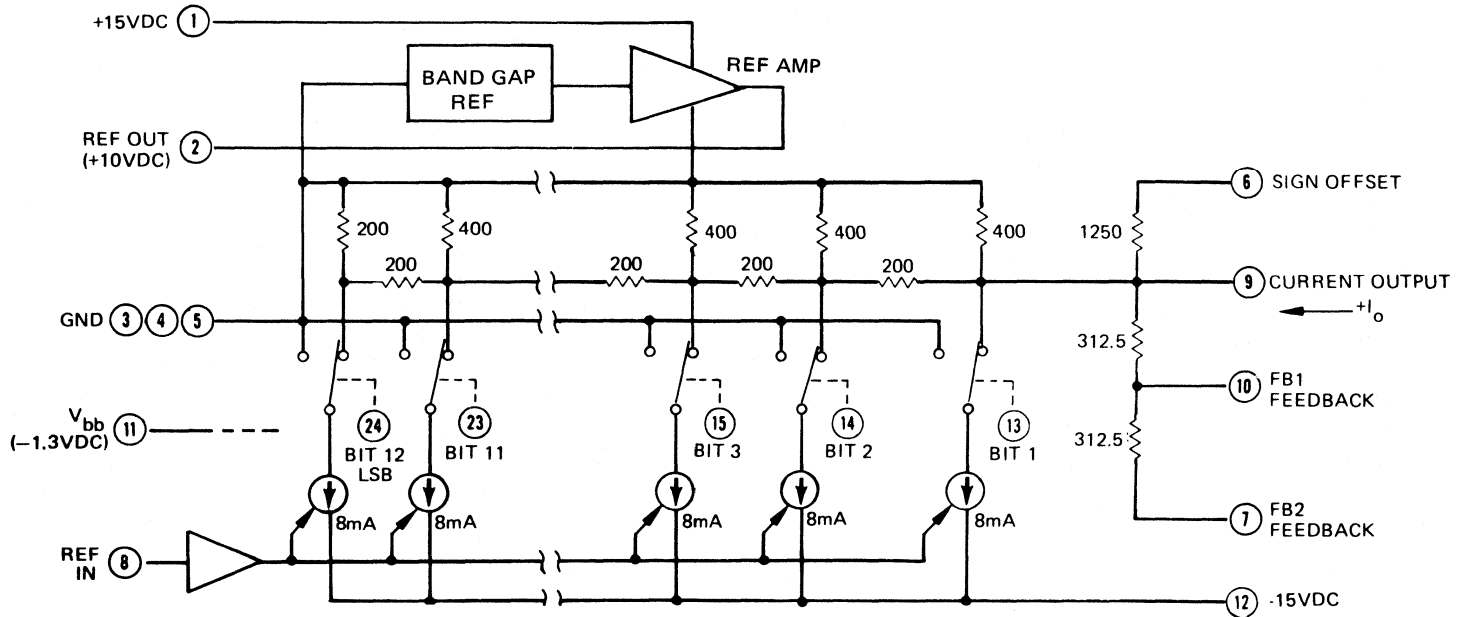 +15VDC 1
BAND GAP
REF
REF AMP
REF OUT
(+10VDC) 2
6 SIGN OFFSET
200
400
400
400
400
1250
200
200
200
200
9 CURRENT OUTPUT
+Io
GND 3 4 5
312.5
10 FB1
FEEDBACK
Vbb
(−1.3VDC) 11
24
BIT 12
LSB
23
BIT 11
15
BIT 3
14
BIT 2
13
BIT 1
312.5
8mA
8mA
8mA
8mA
8mA
7 FB2
FEEDBACK
REF
IN 8
12 -15VDC